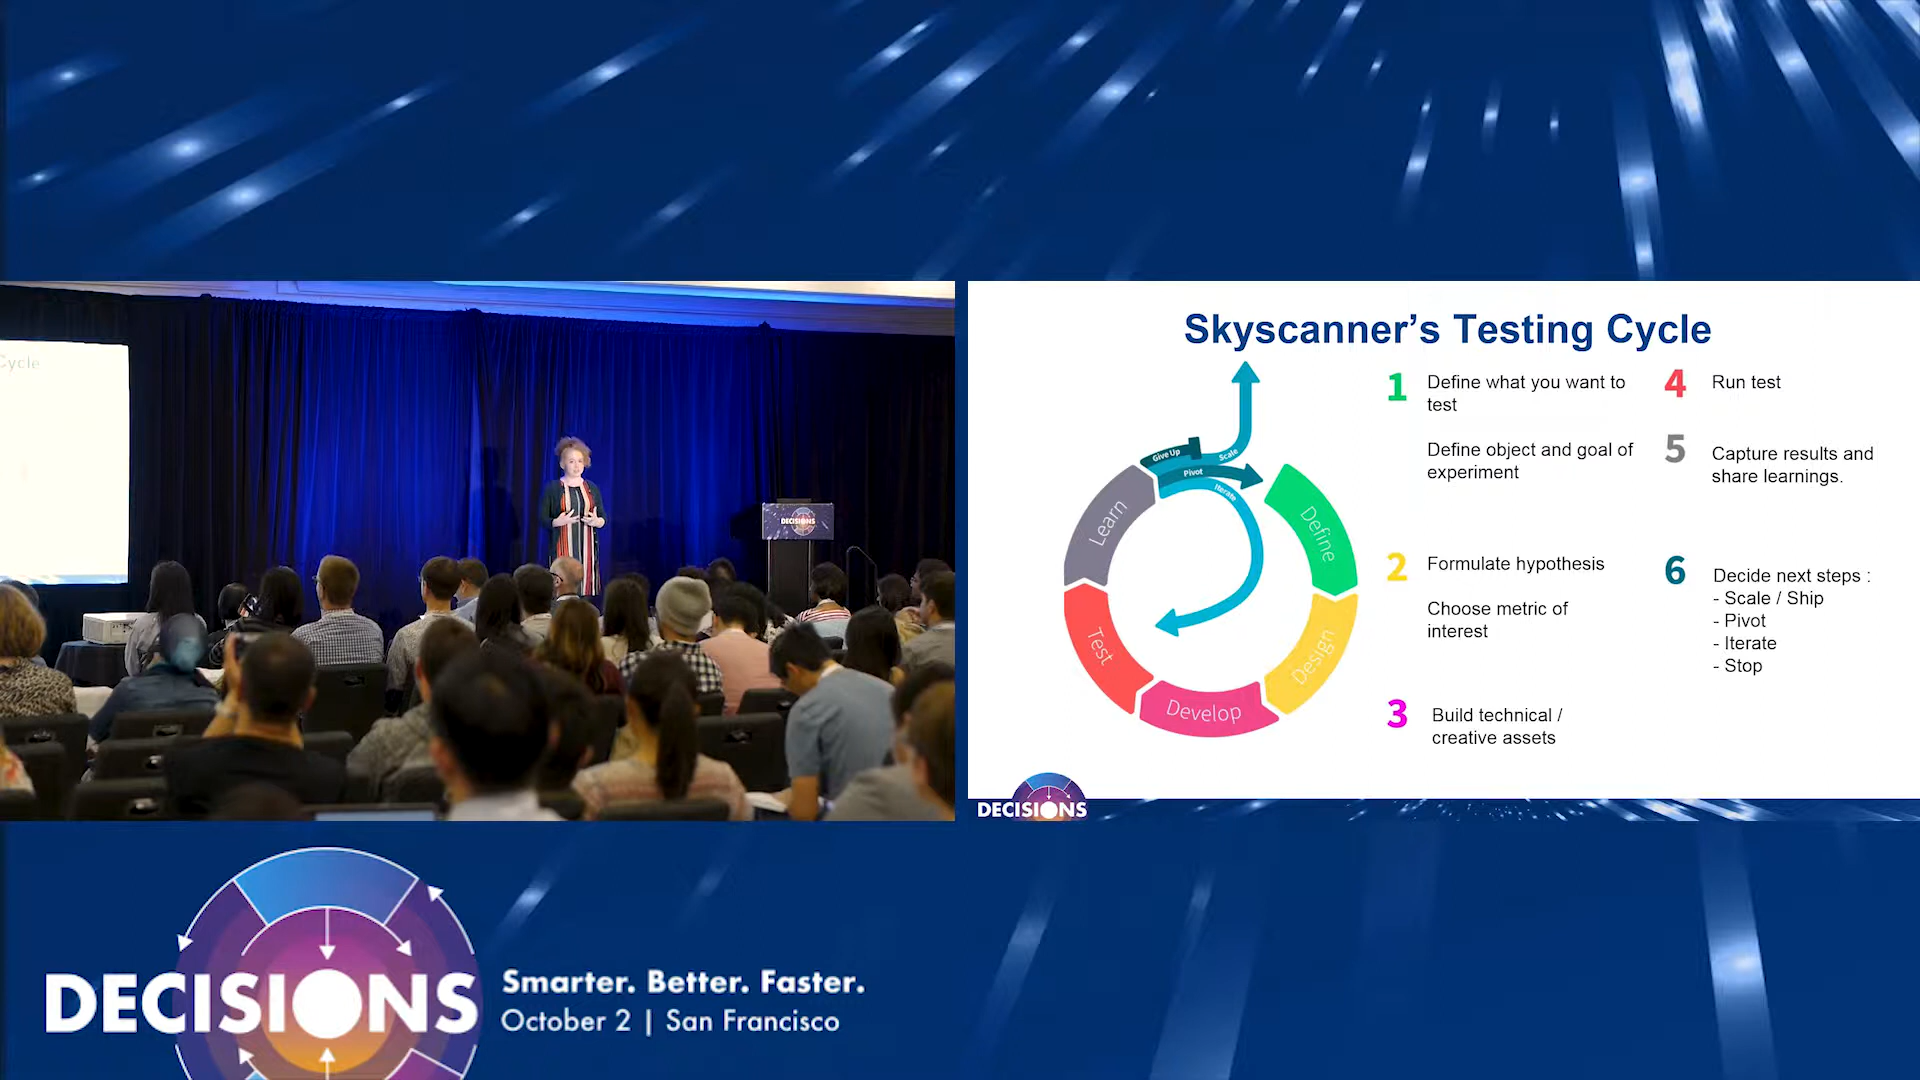 Cycle
DECISIONS
Skyscanner’s Testing Cycle
Give Up
Scale
Pivot
Iterate
Learn
Define
Test
Design
Develop
1
Define what you want to
test
Define object and goal of
experiment
2
Formulate hypothesis
Choose metric of
interest
3
Build technical /
creative assets
4
Run test
5
Capture results and
share learnings.
6
Decide next steps :
- Scale / Ship
- Pivot
- Iterate
- Stop
DECISIONS
DECISIONS
Smarter. Better. Faster.
October 2 | San Francisco